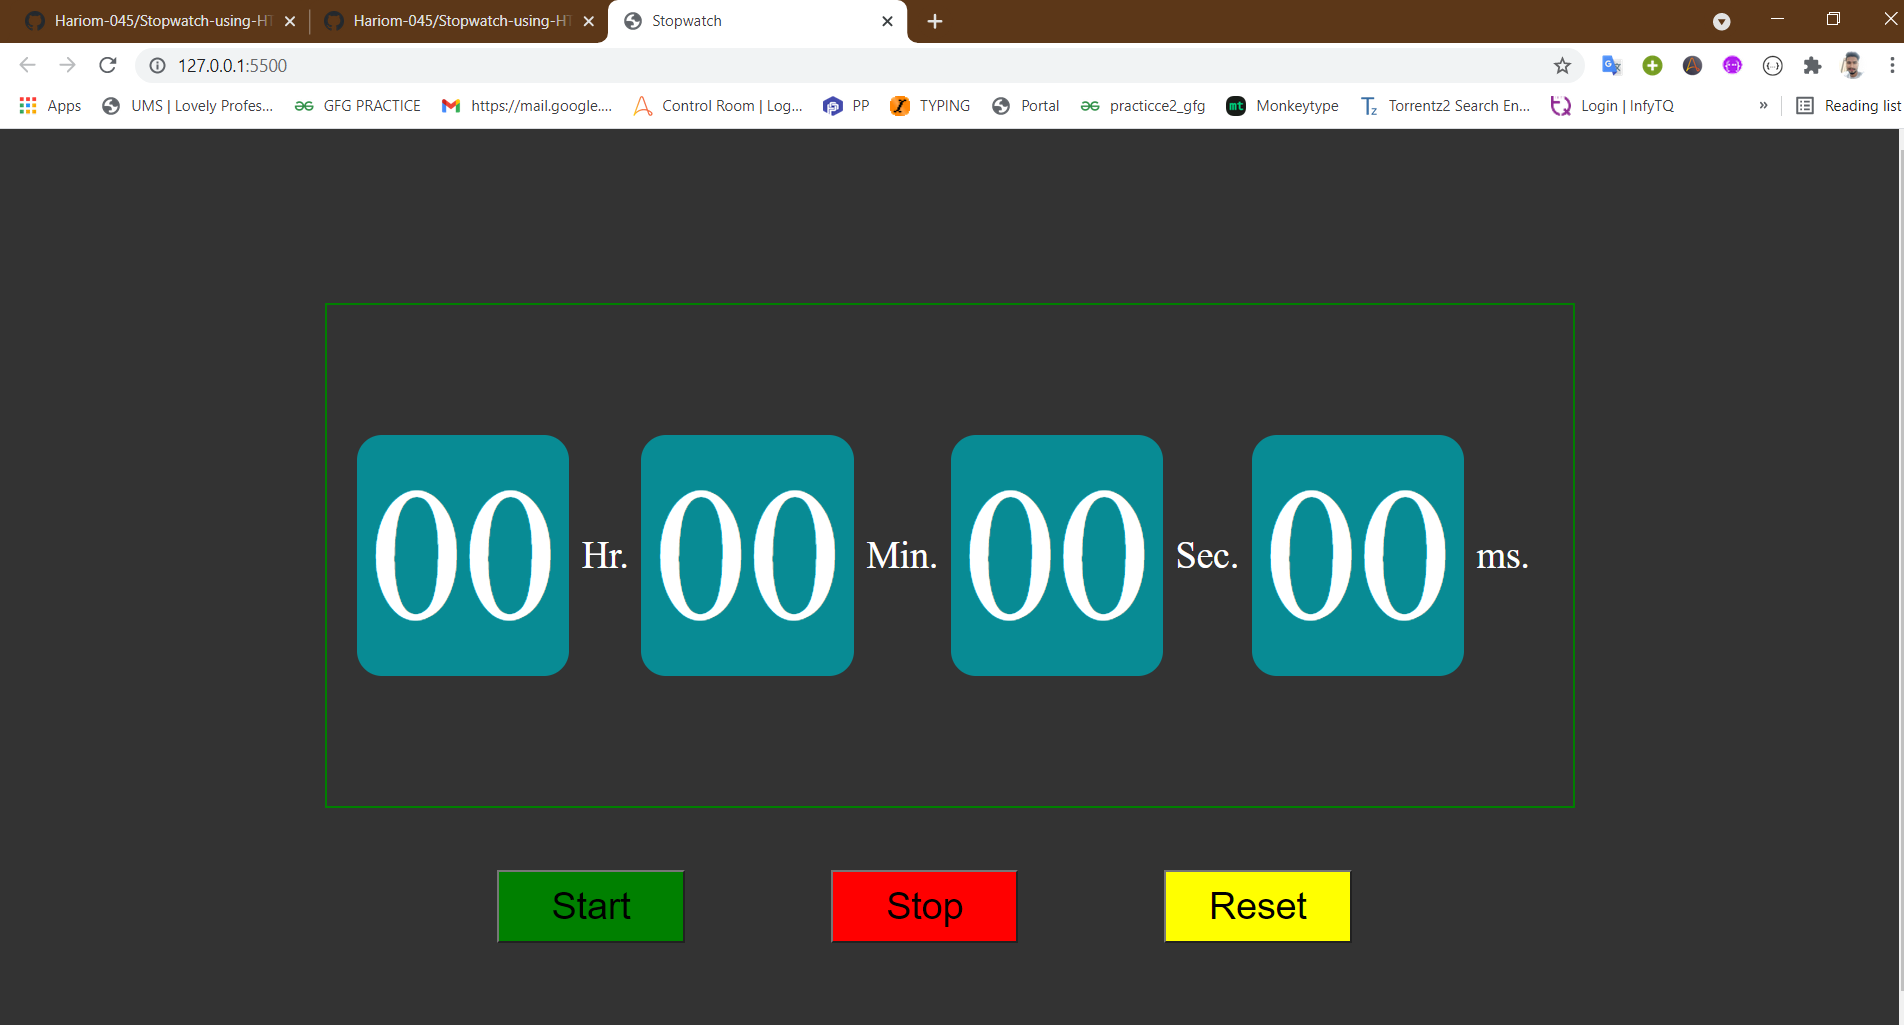 Hariom-045/Stopwatch-using-HT Hariom-045/Stopwatch-using-HT Stopwatch
127.0.0.1:5500
Apps UMS | Lovely Profes... GFG PRACTICE https://mail.google.... Control Room | Log... PP TYPING Portal practicce2_gfg mt Monkeytype Torrentz2 Search En... Login | InfyTQ » Reading list
00 Hr. 00 Min. 00 Sec. 00 ms.
Start Stop Reset